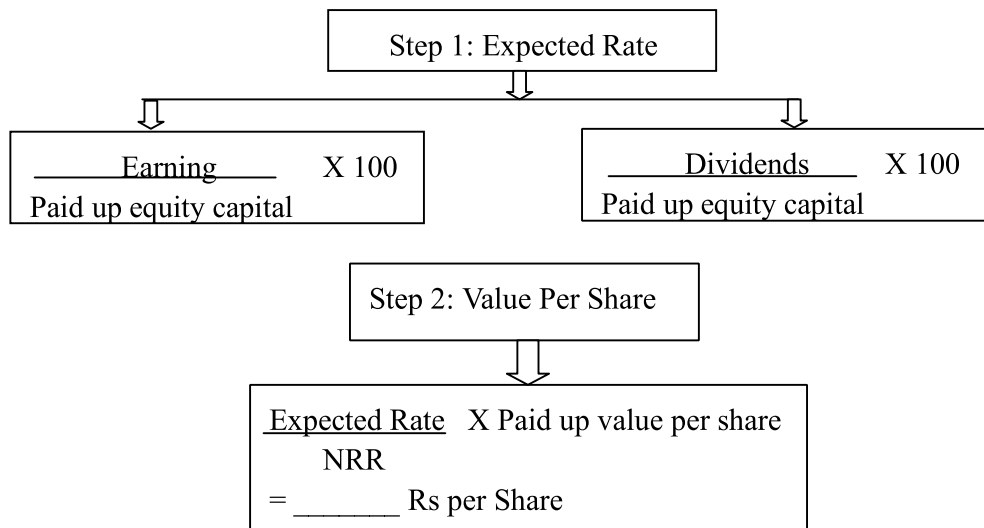 Step 1: Expected Rate
Earning X 100
Paid up equity capital
Dividends X 100
Paid up equity capital
Step 2: Value Per Share
Expected Rate X Paid up value per share
NRR
= _______ Rs per Share